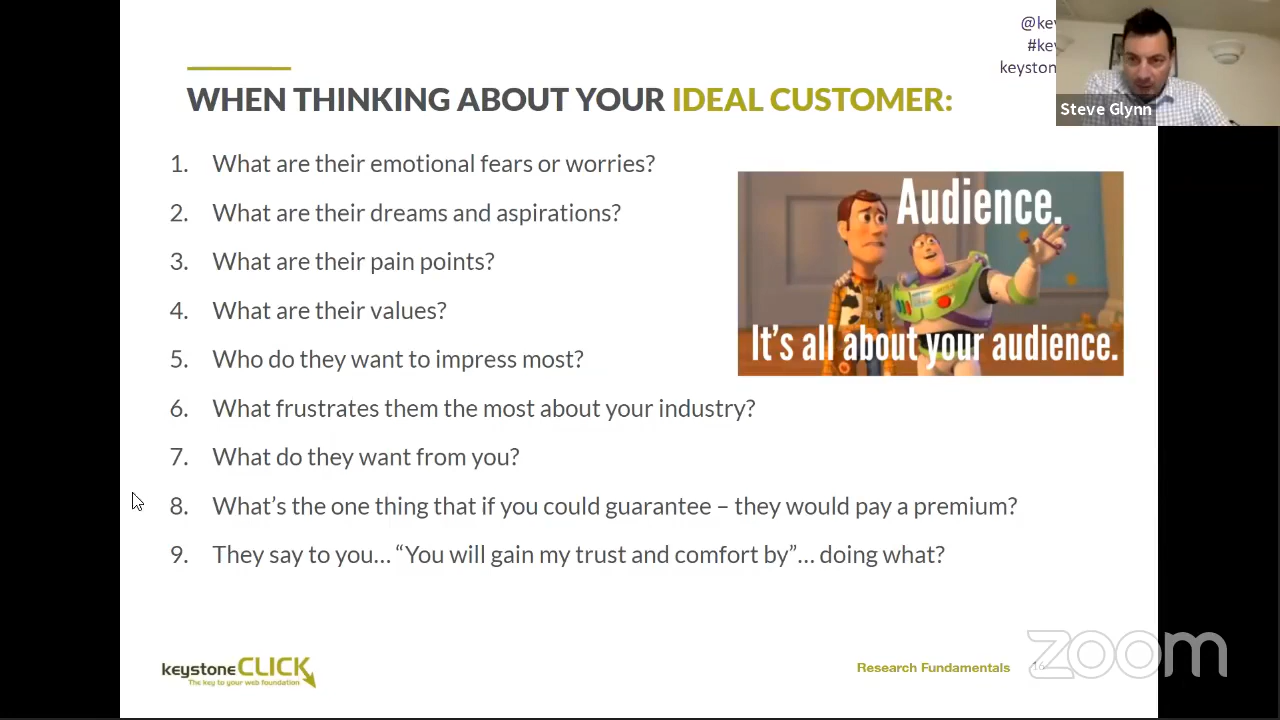 @key
#key
keyston
Steve Glynn
WHEN THINKING ABOUT YOUR IDEAL CUSTOMER:
1. What are their emotional fears or worries?
2. What are their dreams and aspirations?
3. What are their pain points?
4. What are their values?
5. Who do they want to impress most?
6. What frustrates them the most about your industry?
7. What do they want from you?
8. What’s the one thing that if you could guarantee – they would pay a premium?
9. They say to you… “You will gain my trust and comfort by”… doing what?
Audience.
It's all about your audience.
keystone CLICK
The key to your web foundation
Research Fundamentals
zoom